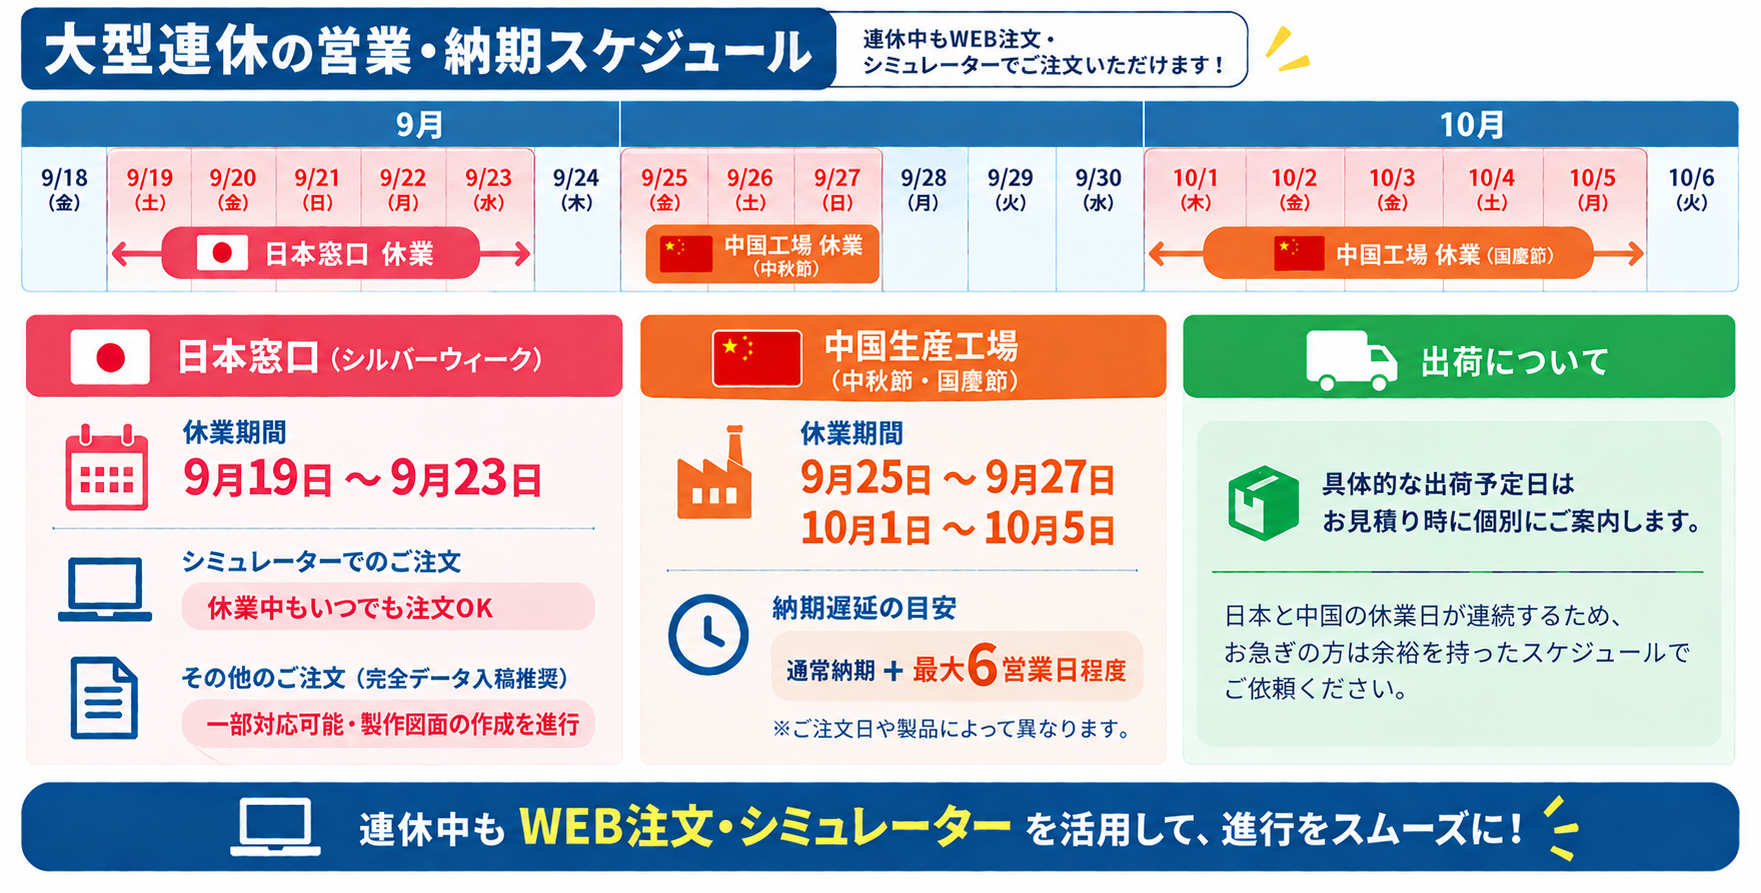 大型連休の営業・納期スケジュール
連休中もWEB注文・
シミュレーターでご注文いただけます！
9月
10月
9/18
（金）
9/19
（土）
9/20
（金）
9/21
（日）
9/22
（月）
9/23
（水）
9/24
（木）
9/25
（金）
9/26
（土）
9/27
（日）
9/28
（月）
9/29
（火）
9/30
（水）
10/1
（木）
10/2
（金）
10/3
（金）
10/4
（土）
10/5
（月）
10/6
（火）
日本窓口 休業
中国工場 休業
（中秋節）
中国工場 休業（国慶節）
日本窓口（シルバーウィーク）
休業期間
9月19日 〜 9月23日
シミュレーターでのご注文
休業中もいつでも注文OK
その他のご注文（完全データ入稿推奨）
一部対応可能・製作図面の作成を進行
中国生産工場
（中秋節・国慶節）
休業期間
9月25日 〜 9月27日
10月1日 〜 10月5日
納期遅延の目安
通常納期 + 最大6営業日程度
※ご注文日や製品によって異なります。
出荷について
具体的な出荷予定日は
お見積り時に個別にご案内します。
日本と中国の休業日が連続するため、
お急ぎの方は余裕を持ったスケジュールで
ご依頼ください。
連休中も WEB注文・シミュレーター を活用して、進行をスムーズに！